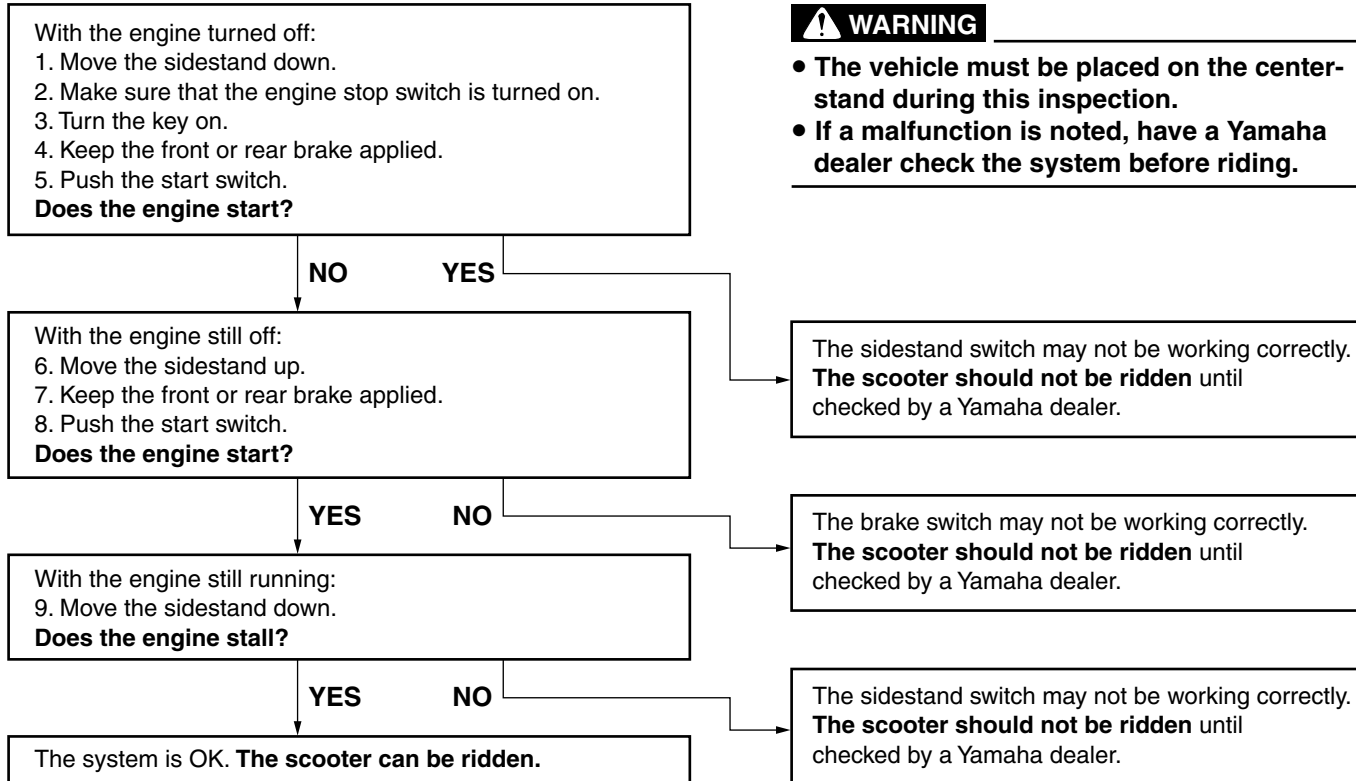 With the engine turned off:
1. Move the sidestand down.
2. Make sure that the engine stop switch is turned on.
3. Turn the key on.
4. Keep the front or rear brake applied.
5. Push the start switch.
Does the engine start?
WARNING
• The vehicle must be placed on the center-
stand during this inspection.
• If a malfunction is noted, have a Yamaha
dealer check the system before riding.
NO
YES
With the engine still off:
6. Move the sidestand up.
7. Keep the front or rear brake applied.
8. Push the start switch.
Does the engine start?
The sidestand switch may not be working correctly.
The scooter should not be ridden until
checked by a Yamaha dealer.
YES
NO
With the engine still running:
9. Move the sidestand down.
Does the engine stall?
The brake switch may not be working correctly.
The scooter should not be ridden until
checked by a Yamaha dealer.
YES
NO
The system is OK. The scooter can be ridden.
The sidestand switch may not be working correctly.
The scooter should not be ridden until
checked by a Yamaha dealer.